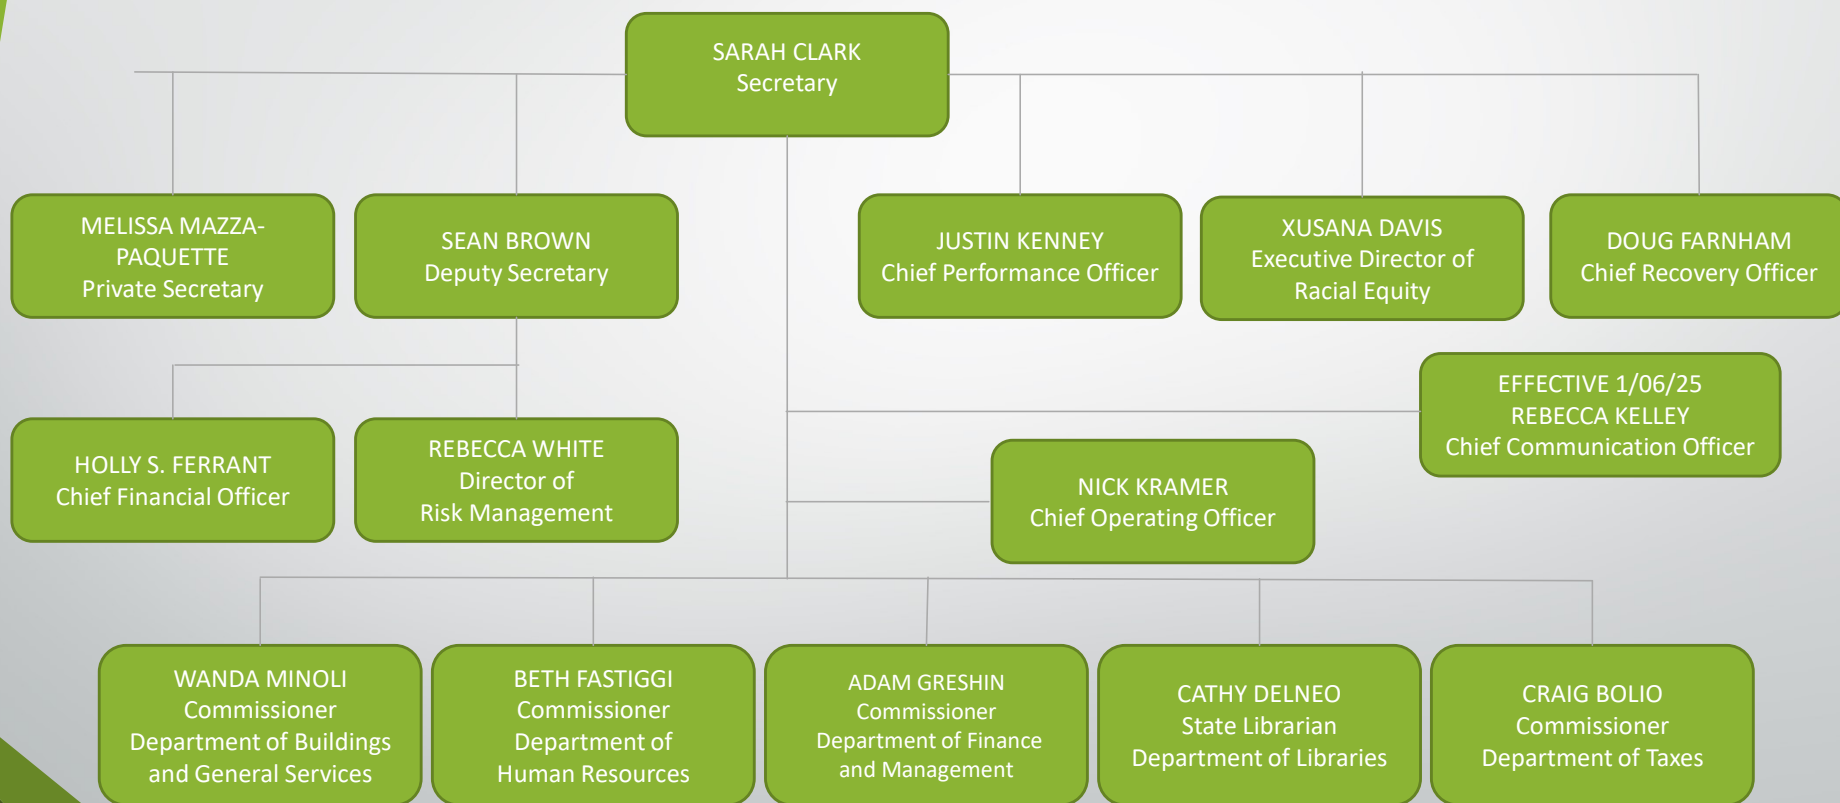 SARAH CLARK
Secretary
MELISSA MAZZA-
PAQUETTE
Private Secretary
SEAN BROWN
Deputy Secretary
JUSTIN KENNEY
Chief Performance Officer
XUSANA DAVIS
Executive Director of
Racial Equity
DOUG FARNHAM
Chief Recovery Officer
EFFECTIVE 1/06/25
REBECCA KELLEY
Chief Communication Officer
HOLLY S. FERRANT
Chief Financial Officer
REBECCA WHITE
Director of
Risk Management
NICK KRAMER
Chief Operating Officer
WANDA MINOLI
Commissioner
Department of Buildings
and General Services
BETH FASTIGGI
Commissioner
Department of
Human Resources
ADAM GRESHIN
Commissioner
Department of Finance
and Management
CATHY DELNEO
State Librarian
Department of Libraries
CRAIG BOLIO
Commissioner
Department of Taxes